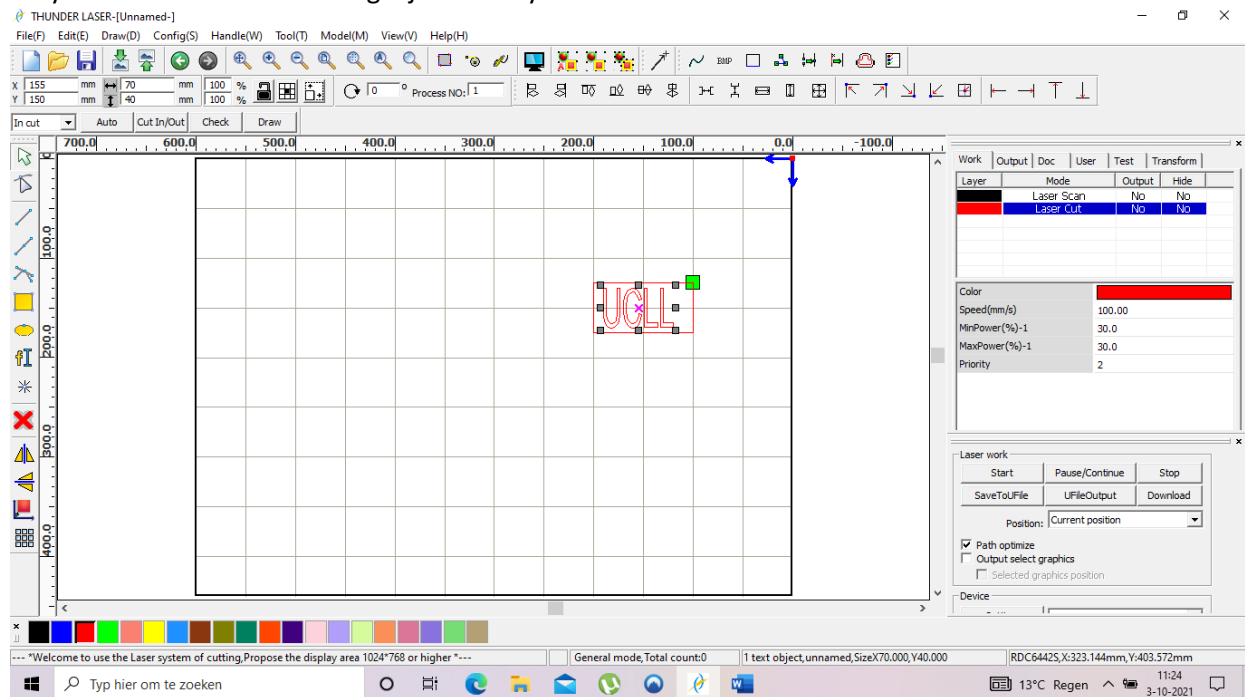 THUNDER LASER-[Unnamed-]
File(F) Edit(E) Draw(D) Config(S) Handle(W) Tool(T) Model(M) View(V) Help(H)
BMP
X 155 mm 70 mm 100 %
Y 150 mm 40 mm 100 %
0 ° Process NO: 1
In cut Auto Cut In/Out Check Draw
700.0 600.0 500.0 400.0 300.0 200.0 100.0 0.0 -100.0
0
100.0
200.0
300.0
400.0
UCLL
Work Output Doc User Test Transform
Layer Mode Output Hide
Laser Scan No No
Laser Cut No No
Color
Speed(mm/s) 100.00
MinPower(%)-1 30.0
MaxPower(%)-1 30.0
Priority 2
Laser work
Start Pause/Continue Stop
SaveToUFile UFileOutput Download
Position: Current position
Path optimize
Output select graphics
Selected graphics position
Device
--- *Welcome to use the Laser system of cutting,Propose the display area 1024*768 or higher *---
General mode,Total count:0
1 text object,unnamed,SizeX70.000,Y40.000
RDC6442S,X:323.144mm,Y:403.572mm
Typ hier om te zoeken
13°C Regen
11:24
3-10-2021